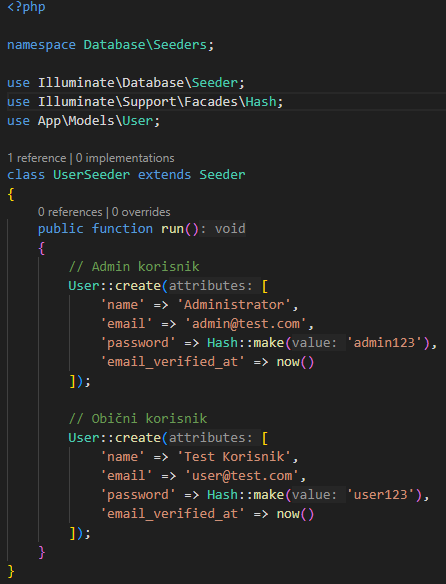 <?php
namespace Database\Seeders;
use Illuminate\Database\Seeder;
use Illuminate\Support\Facades\Hash;
use App\Models\User;
1 reference | 0 implementations
class UserSeeder extends Seeder
{
0 references | 0 overrides
public function run(): void
{
// Admin korisnik
User::create(attributes: [
'name' => 'Administrator',
'email' => 'admin@test.com',
'password' => Hash::make(value: 'admin123'),
'email_verified_at' => now()
]);
// Obični korisnik
User::create(attributes: [
'name' => 'Test Korisnik',
'email' => 'user@test.com',
'password' => Hash::make(value: 'user123'),
'email_verified_at' => now()
]);
}
}